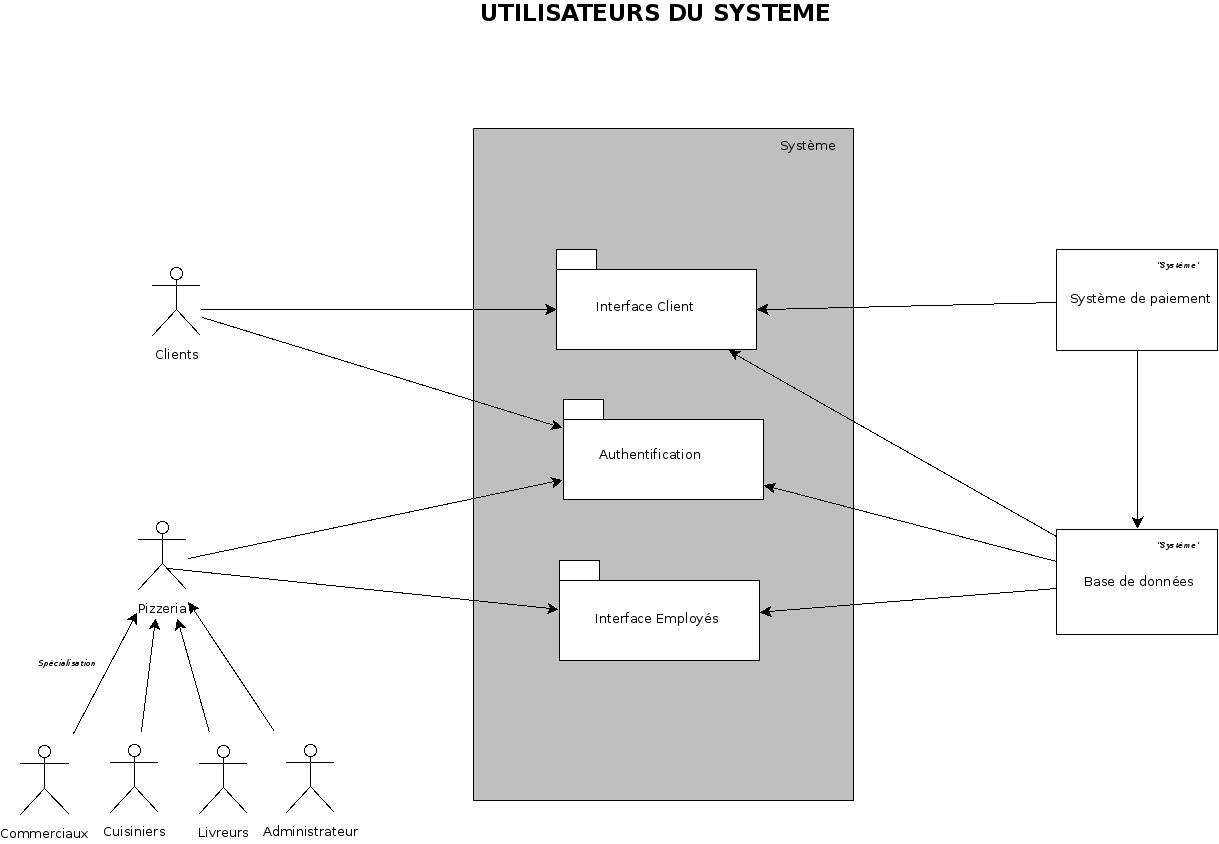 UTILISATEURS DU SYSTEME
Système
"Système"
Système de paiement
Interface Client
Clients
Authentification
"Système"
Base de données
Pizzeria
Interface Employés
Spécialisation
Commerciaux
Cuisiniers
Livreurs
Administrateur